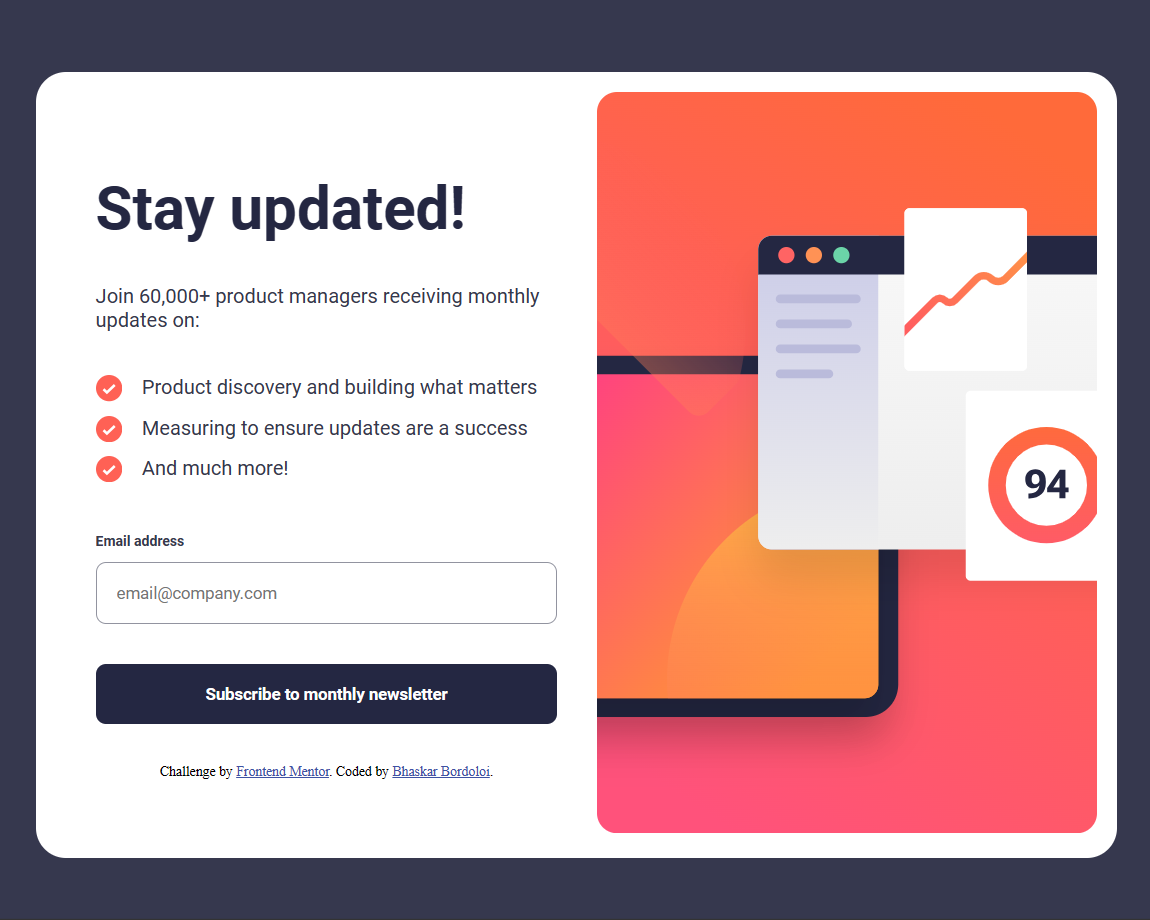 Stay updated!
Join 60,000+ product managers receiving monthly
updates on:
Product discovery and building what matters
Measuring to ensure updates are a success
And much more!
Email address
email@company.com
Subscribe to monthly newsletter
Challenge by Frontend Mentor. Coded by Bhaskar Bordoloi.
94